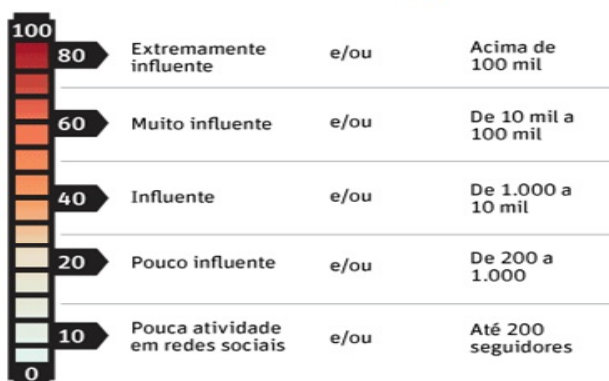 100
80 Extremamente influente e/ou Acima de 100 mil
60 Muito influente e/ou De 10 mil a 100 mil
40 Influente e/ou De 1.000 a 10 mil
20 Pouco influente e/ou De 200 a 1.000
10 Pouca atividade em redes sociais e/ou Até 200 seguidores
0